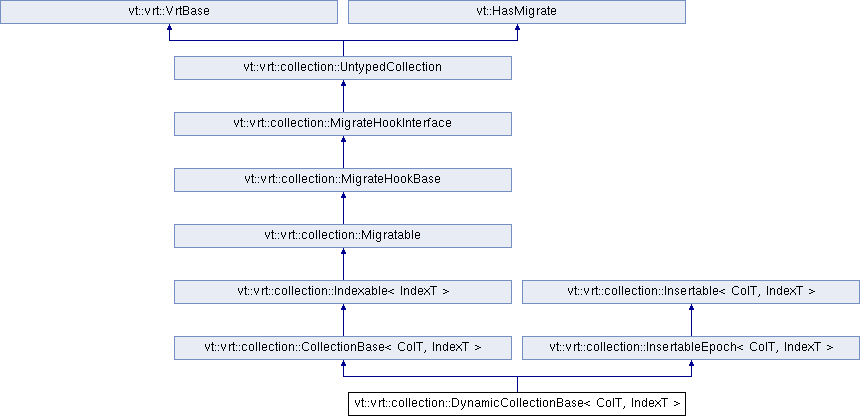 vt::vrt::VrtBase
vt::HasMigrate
vt::vrt::collection::UntypedCollection
vt::vrt::collection::MigrateHookInterface
vt::vrt::collection::MigrateHookBase
vt::vrt::collection::Migratable
vt::vrt::collection::Indexable< IndexT >
vt::vrt::collection::Insertable< ColT, IndexT >
vt::vrt::collection::CollectionBase< ColT, IndexT >
vt::vrt::collection::InsertableEpoch< ColT, IndexT >
vt::vrt::collection::DynamicCollectionBase< ColT, IndexT >